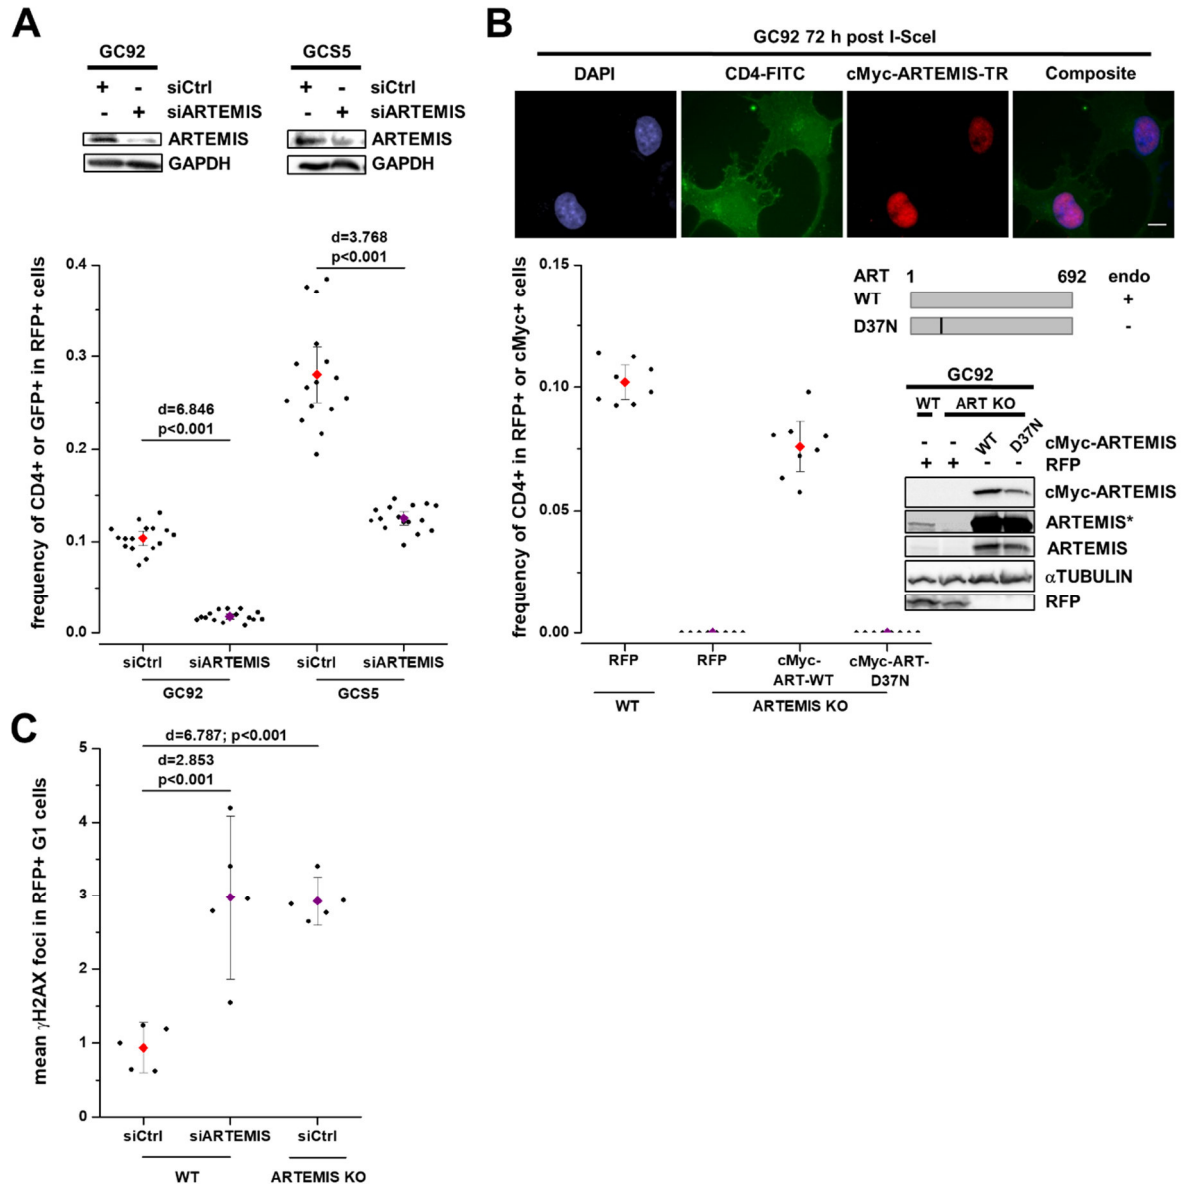 A
GC92
GCS5
+ - siCtrl
- + siARTEMIS
ARTEMIS
GAPDH
+ - siCtrl
- + siARTEMIS
ARTEMIS
GAPDH
frequency of CD4+ or GFP+ in RFP+ cells
0.4
0.3
0.2
0.1
0.0
d=6.846
p<0.001
d=3.768
p<0.001
siCtrl siARTEMIS siCtrl siARTEMIS
GC92 GCS5
B
GC92 72 h post I-SceI
DAPI CD4-FITC cMyc-ARTEMIS-TR Composite
frequency of CD4+ in RFP+ or cMyc+ cells
0.15
0.10
0.05
0.00
RFP RFP cMyc-ART-WT cMyc-ART-D37N
WT ARTEMIS KO
ART 1 692 endo
WT +
D37N -
GC92
WT ART KO
- - WT D37N cMyc-ARTEMIS
+ + - - RFP
cMyc-ARTEMIS
ARTEMIS*
ARTEMIS
αTUBULIN
RFP
C
mean γH2AX foci in RFP+ G1 cells
5
4
3
2
1
0
d=6.787; p<0.001
d=2.853
p<0.001
siCtrl siARTEMIS siCtrl
WT ARTEMIS KO